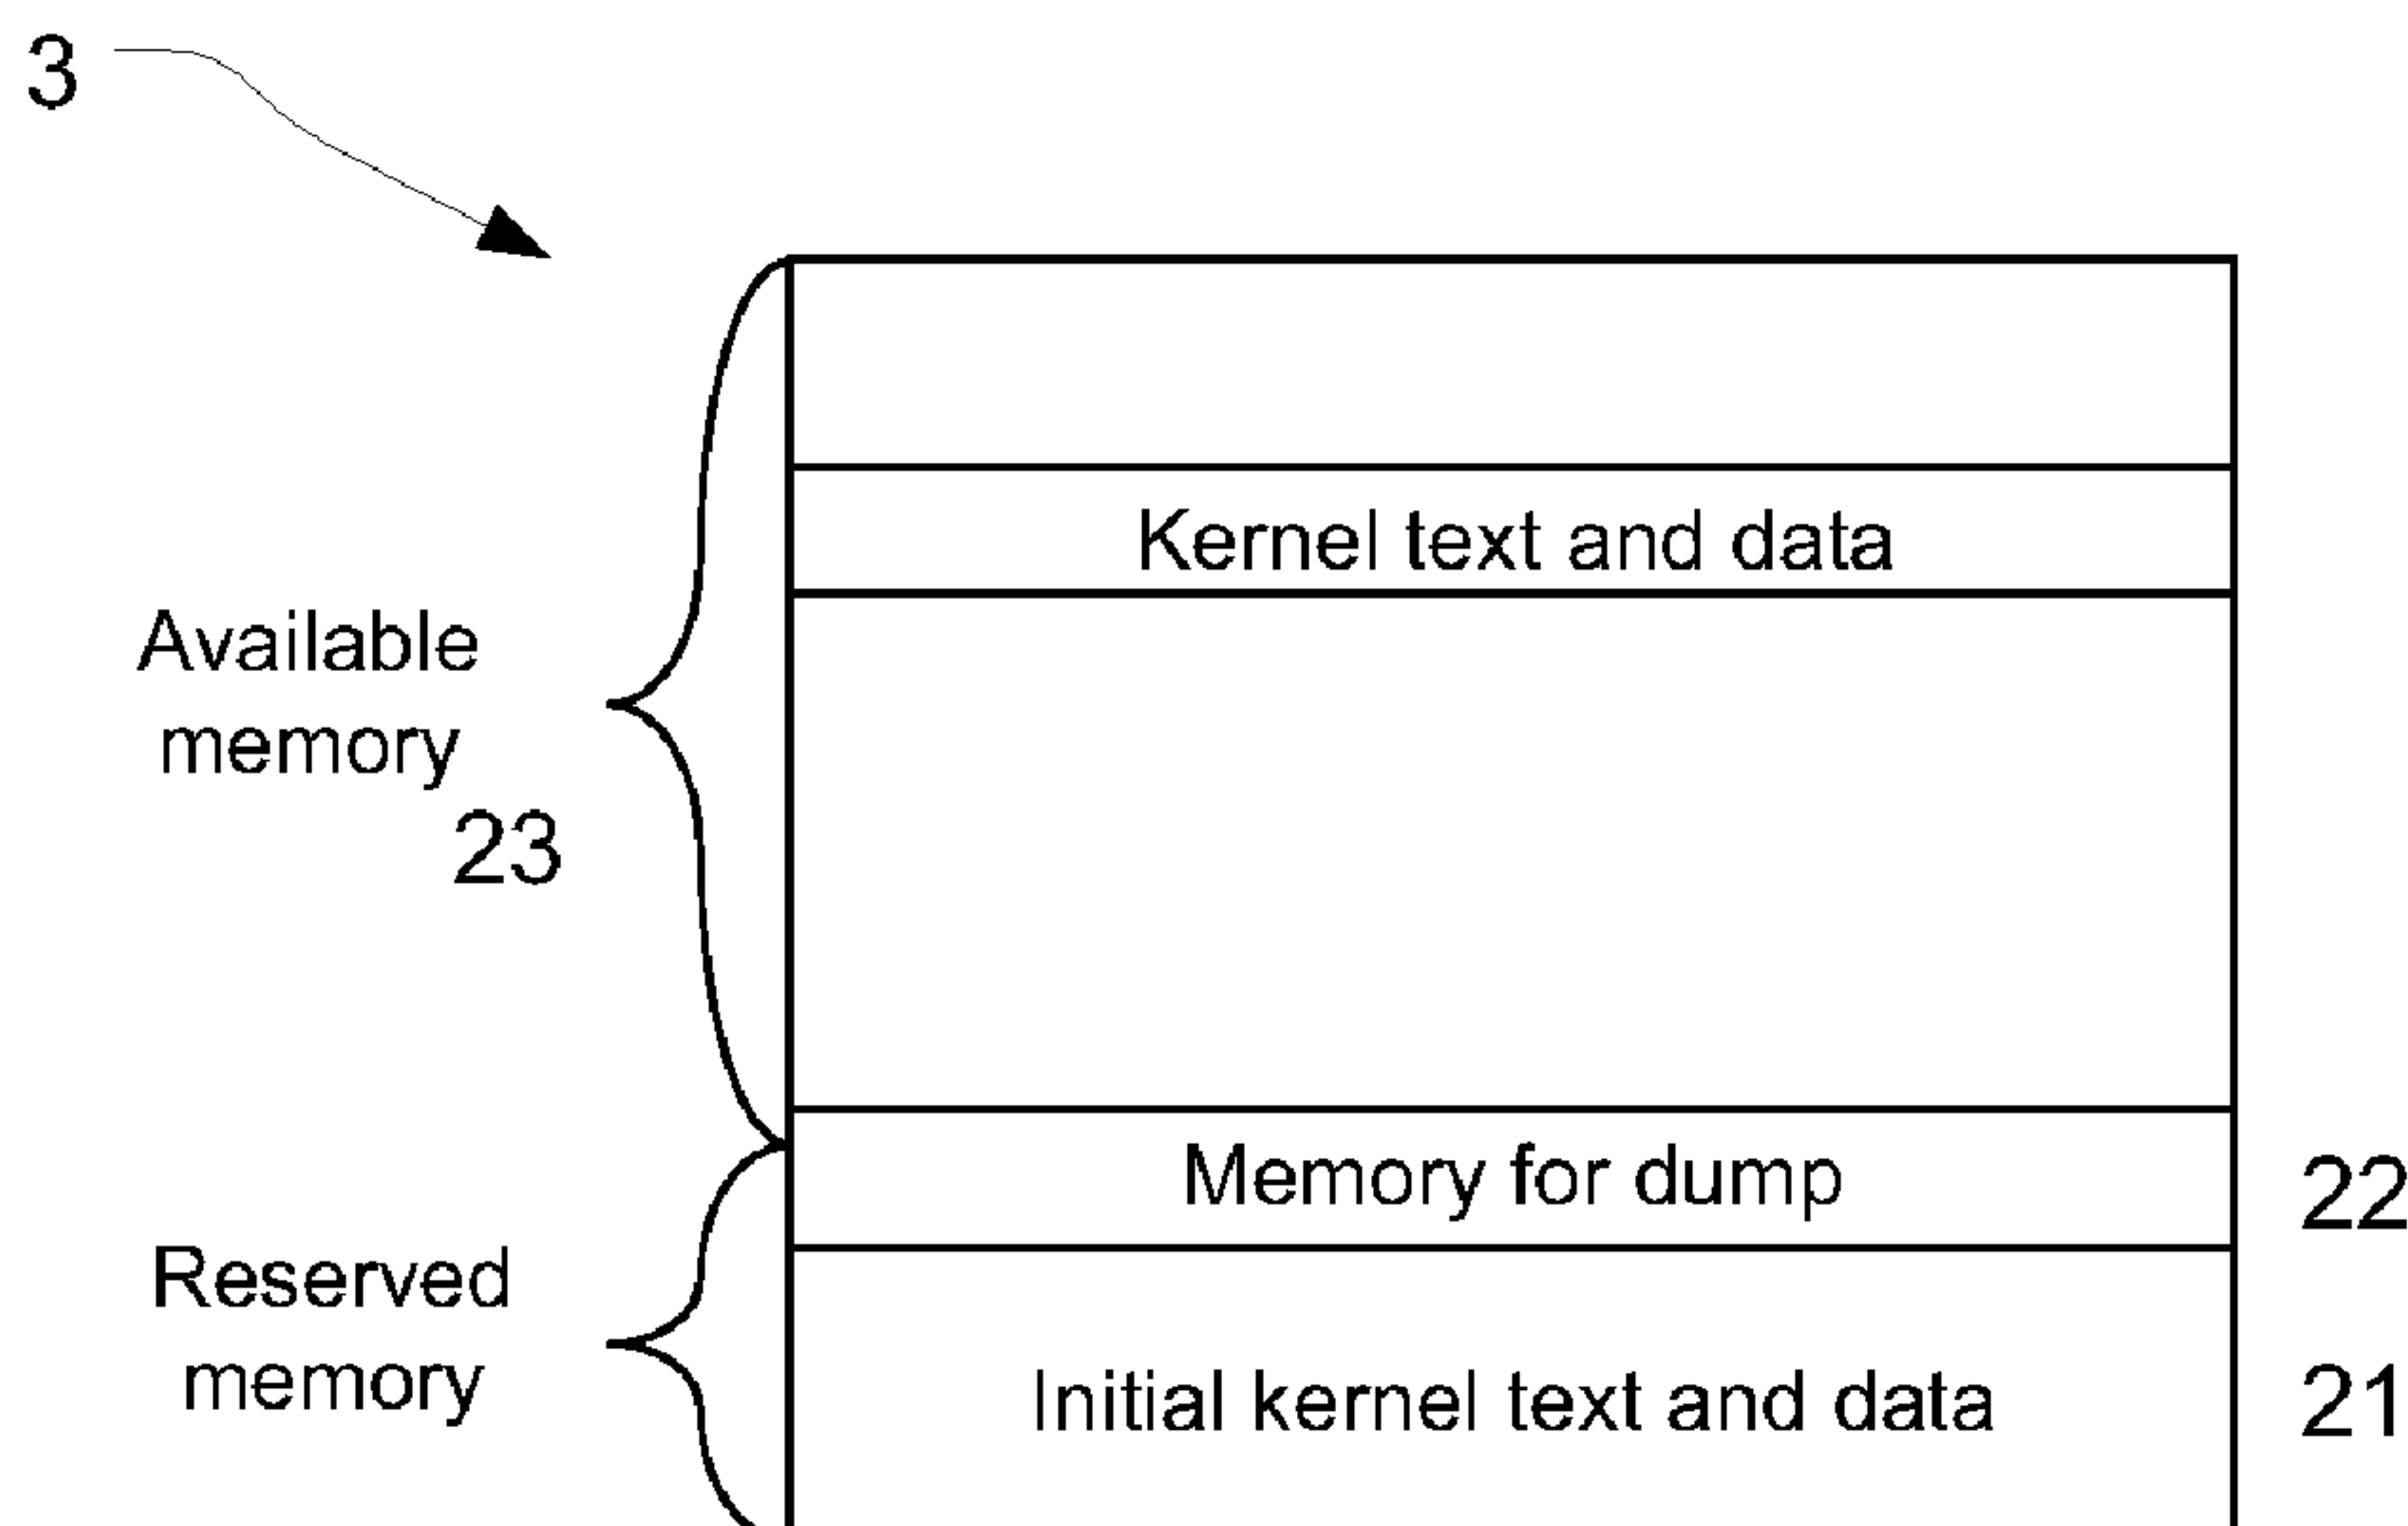 3
Kernel text and data
Available
memory
23
Memory for dump
22
Reserved
memory
Initial kernel text and data
21